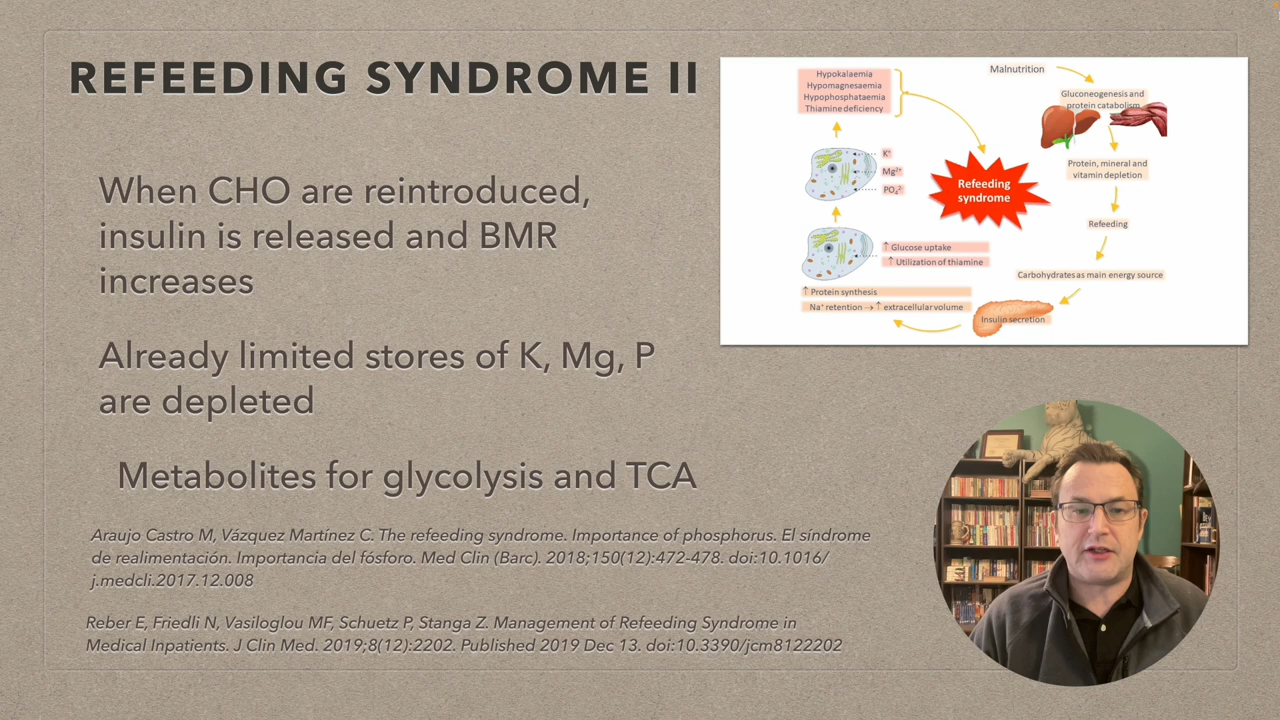 REFEEDING SYNDROME II
When CHO are reintroduced,
insulin is released and BMR
increases
Already limited stores of K, Mg, P
are depleted
Metabolites for glycolysis and TCA
Araujo Castro M, Vázquez Martínez C. The refeeding syndrome. Importance of phosphorus. El síndrome
de realimentación. Importancia del fósforo. Med Clin (Barc). 2018;150(12):472-478. doi:10.1016/
j.medcli.2017.12.008
Reber E, Friedli N, Vasiloglou MF, Schuetz P, Stanga Z. Management of Refeeding Syndrome in
Medical Inpatients. J Clin Med. 2019;8(12):2202. Published 2019 Dec 13. doi:10.3390/jcm8122202
Malnutrition
Gluconeogenesis and
protein catabolism
Protein, mineral and
vitamin depletion
Refeeding
Carbohydrates as main energy source
Insulin secretion
↑ Protein synthesis
Na⁺ retention → ↑ extracellular volume
↑ Glucose uptake
↑ Utilization of thiamine
K⁺
Mg²⁺
PO₄²⁻
Hypokalaemia
Hypomagnesaemia
Hypophosphataemia
Thiamine deficiency
Refeeding
syndrome